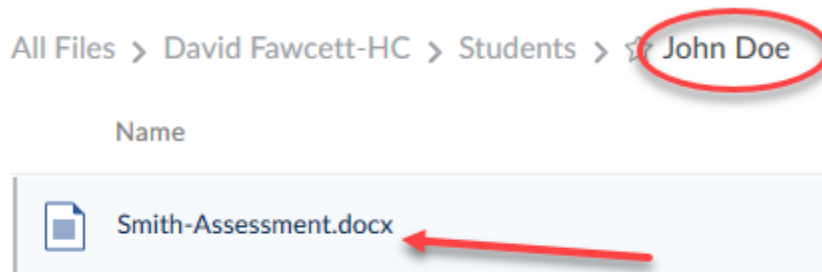 All Files > David Fawcett-HC > Students > ☆ John Doe
Name
Smith-Assessment.docx